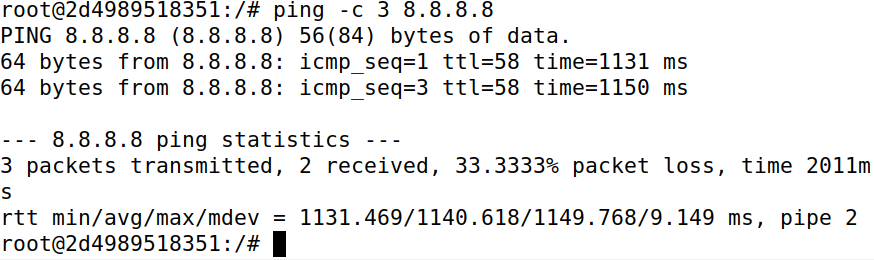 root@2d4989518351:/# ping -c 3 8.8.8.8
PING 8.8.8.8 (8.8.8.8) 56(84) bytes of data.
64 bytes from 8.8.8.8: icmp_seq=1 ttl=58 time=1131 ms
64 bytes from 8.8.8.8: icmp_seq=3 ttl=58 time=1150 ms

--- 8.8.8.8 ping statistics ---
3 packets transmitted, 2 received, 33.3333% packet loss, time 2011m
s
rtt min/avg/max/mdev = 1131.469/1140.618/1149.768/9.149 ms, pipe 2
root@2d4989518351:/#